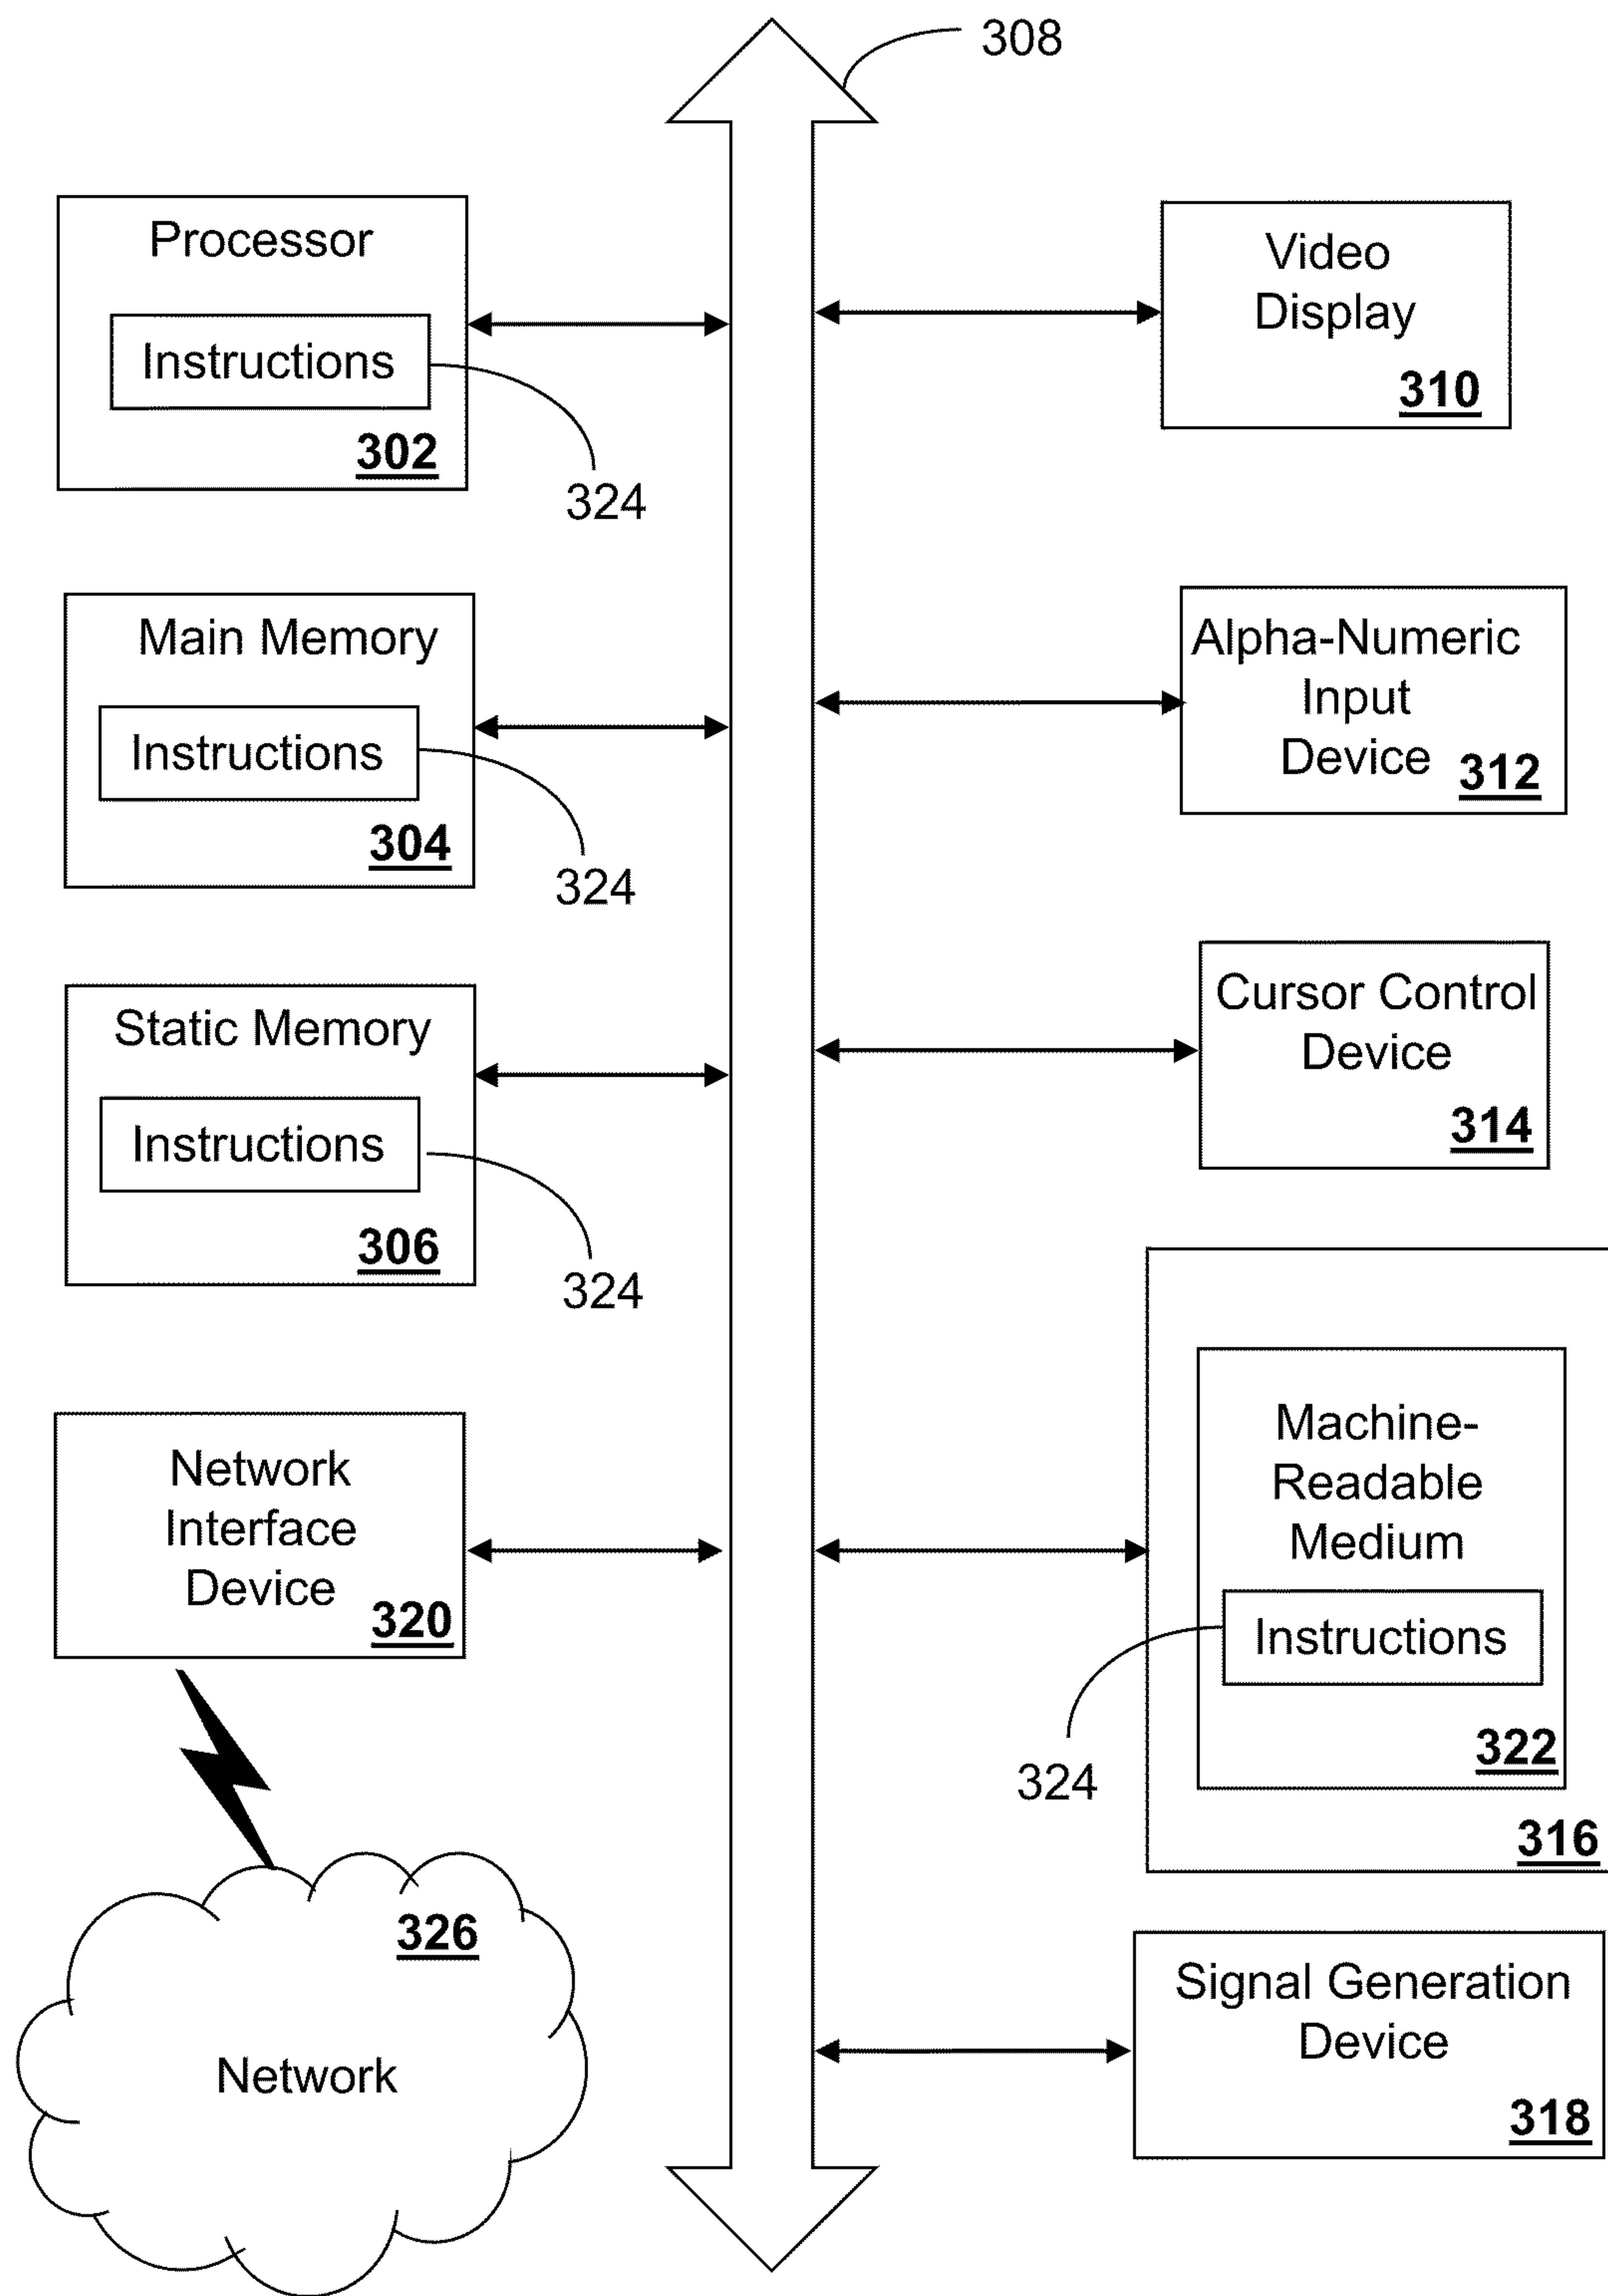 308
Processor
Instructions
302
324
Main Memory
Instructions
304
324
Static Memory
Instructions
306
324
Network
Interface
Device
320
326
Network
Video
Display
310
Alpha-Numeric
Input
Device
312
Cursor Control
Device
314
Machine-
Readable
Medium
Instructions
322
324
316
Signal Generation
Device
318